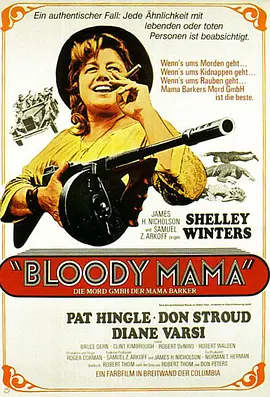 Ein authentischer Fall: Jede Ähnlichkeit mit
lebenden oder toten
Personen ist beabsichtigt.
Wenn's ums Morden geht...
Wenn's ums Kidnappen geht...
Wenn's ums Rauben geht...
Mama Barkers Mord GmbH
ist die beste.
JAMES
H. NICHOLSON
und
SAMUEL
Z. ARKOFF zeigen
SHELLEY
WINTERS
"BLOODY MAMA"
DIE MORD GMBH DER MAMA BARKER
PAT HINGLE · DON STROUD
DIANE VARSI
BRUCE DERN · CLINT KIMBROUGH · ROBERT DeNIRO · ROBERT WALDEN
ROGER CORMAN · SAMUEL Z. ARKOFF und JAMES H. NICHOLSON · NORMAN T. HERMAN
ROBERT THOM
ROBERT THOM und DON PETERS
EIN FARBFILM IN BREITWAND DER COLUMBIA